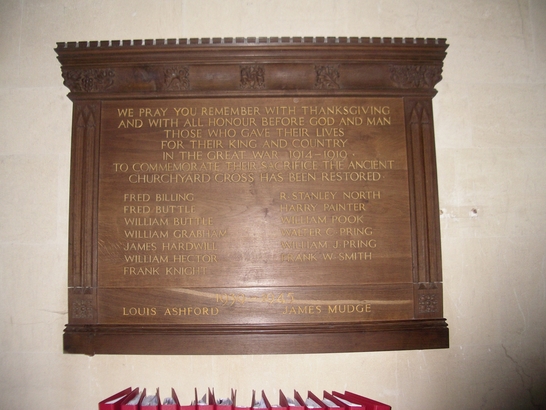 WE PRAY YOU REMEMBER WITH THANKSGIVING
AND WITH ALL HONOUR BEFORE GOD AND MAN
THOSE WHO GAVE THEIR LIVES
FOR THEIR KING AND COUNTRY
IN THE GREAT WAR 1914-1919
TO COMMEMORATE THEIR SACRIFICE THE ANCIENT
CHURCHYARD CROSS HAS BEEN RESTORED
FRED BILLING
FRED BUTTLE
WILLIAM BUTTLE
WILLIAM GRABHAM
JAMES HARDWILL
WILLIAM HECTOR
FRANK KNIGHT
R. STANLEY NORTH
HARRY PAINTER
WILLIAM POOK
WALTER C. PRING
WILLIAM J. PRING
FRANK W. SMITH
1939-1945
LOUIS ASHFORD
JAMES MUDGE